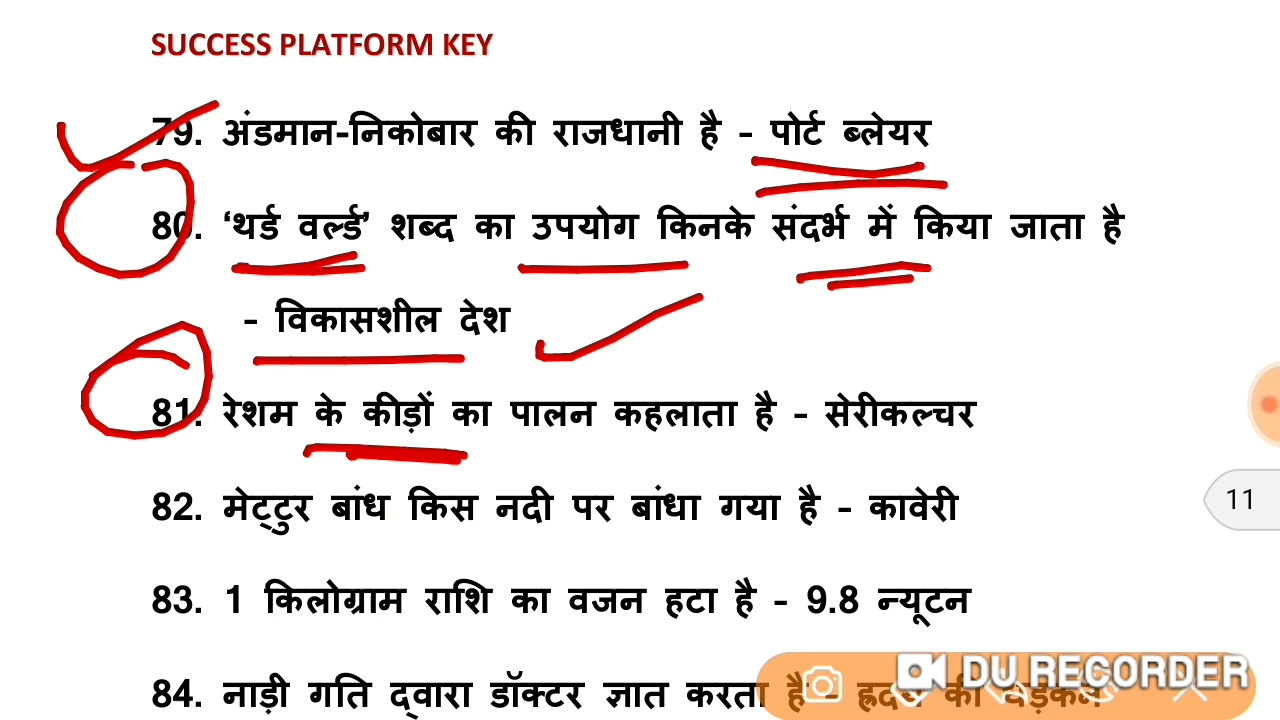 SUCCESS PLATFORM KEY
79. अंडमान-निकोबार की राजधानी है – पोर्ट ब्लेयर
80. ‘थर्ड वर्ल्ड’ शब्द का उपयोग किनके संदर्भ में किया जाता है
– विकासशील देश
81. रेशम के कीड़ों का पालन कहलाता है – सेरीकल्चर
82. मेट्टुर बांध किस नदी पर बांधा गया है – कावेरी
11
83. 1 किलोग्राम राशि का वजन हटा है – 9.8 न्यूटन
84. नाड़ी गति द्वारा डॉक्टर ज्ञात करता है – की
DU RECORDER